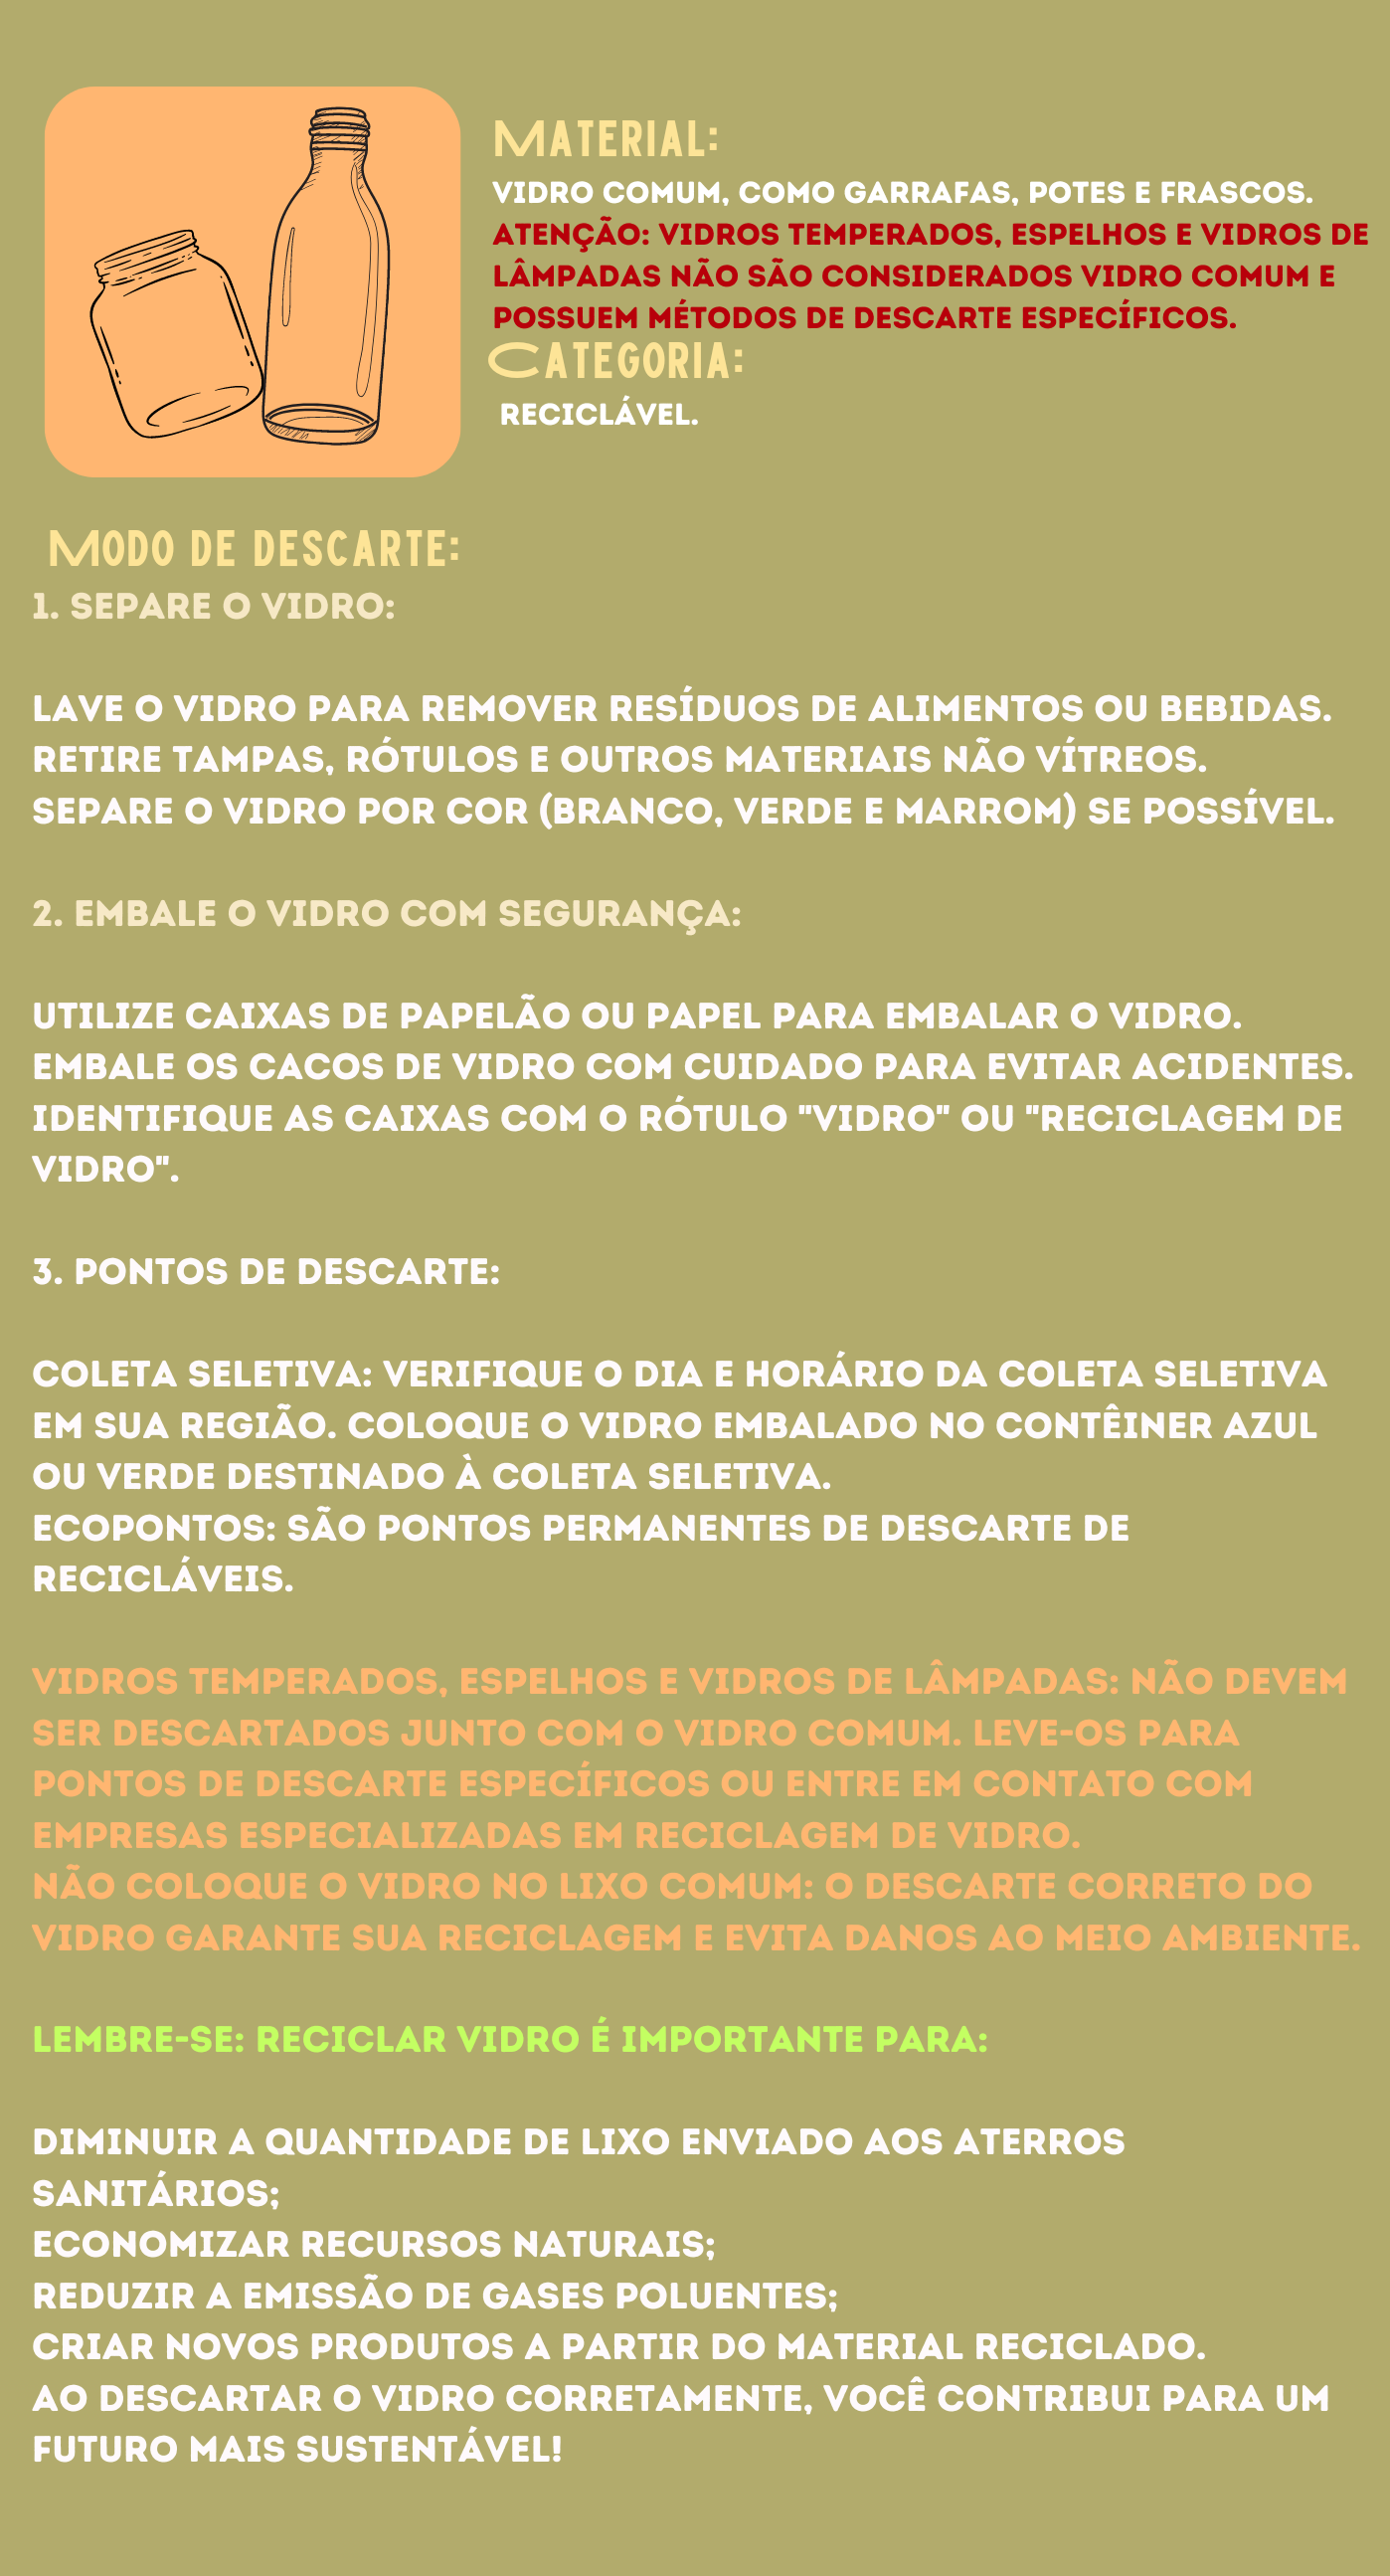 MATERIAL:
VIDRO COMUM, COMO GARRAFAS, POTES E FRASCOS.
ATENÇÃO: VIDROS TEMPERADOS, ESPELHOS E VIDROS DE
LÂMPADAS NÃO SÃO CONSIDERADOS VIDRO COMUM E
POSSUEM MÉTODOS DE DESCARTE ESPECÍFICOS.
CATEGORIA:
RECICLÁVEL.
MODO DE DESCARTE:
1. SEPARE O VIDRO:
LAVE O VIDRO PARA REMOVER RESÍDUOS DE ALIMENTOS OU BEBIDAS.
RETIRE TAMPAS, RÓTULOS E OUTROS MATERIAIS NÃO VÍTREOS.
SEPARE O VIDRO POR COR (BRANCO, VERDE E MARROM) SE POSSÍVEL.
2. EMBALE O VIDRO COM SEGURANÇA:
UTILIZE CAIXAS DE PAPELÃO OU PAPEL PARA EMBALAR O VIDRO.
EMBALE OS CACOS DE VIDRO COM CUIDADO PARA EVITAR ACIDENTES.
IDENTIFIQUE AS CAIXAS COM O RÓTULO "VIDRO" OU "RECICLAGEM DE
VIDRO".
3. PONTOS DE DESCARTE:
COLETA SELETIVA: VERIFIQUE O DIA E HORÁRIO DA COLETA SELETIVA
EM SUA REGIÃO. COLOQUE O VIDRO EMBALADO NO CONTÊINER AZUL
OU VERDE DESTINADO À COLETA SELETIVA.
ECOPONTOS: SÃO PONTOS PERMANENTES DE DESCARTE DE
RECICLÁVEIS.
VIDROS TEMPERADOS, ESPELHOS E VIDROS DE LÂMPADAS: NÃO DEVEM
SER DESCARTADOS JUNTO COM O VIDRO COMUM. LEVE-OS PARA
PONTOS DE DESCARTE ESPECÍFICOS OU ENTRE EM CONTATO COM
EMPRESAS ESPECIALIZADAS EM RECICLAGEM DE VIDRO.
NÃO COLOQUE O VIDRO NO LIXO COMUM: O DESCARTE CORRETO DO
VIDRO GARANTE SUA RECICLAGEM E EVITA DANOS AO MEIO AMBIENTE.
LEMBRE-SE: RECICLAR VIDRO É IMPORTANTE PARA:
DIMINUIR A QUANTIDADE DE LIXO ENVIADO AOS ATERROS
SANITÁRIOS;
ECONOMIZAR RECURSOS NATURAIS;
REDUZIR A EMISSÃO DE GASES POLUENTES;
CRIAR NOVOS PRODUTOS A PARTIR DO MATERIAL RECICLADO.
AO DESCARTAR O VIDRO CORRETAMENTE, VOCÊ CONTRIBUI PARA UM
FUTURO MAIS SUSTENTÁVEL!